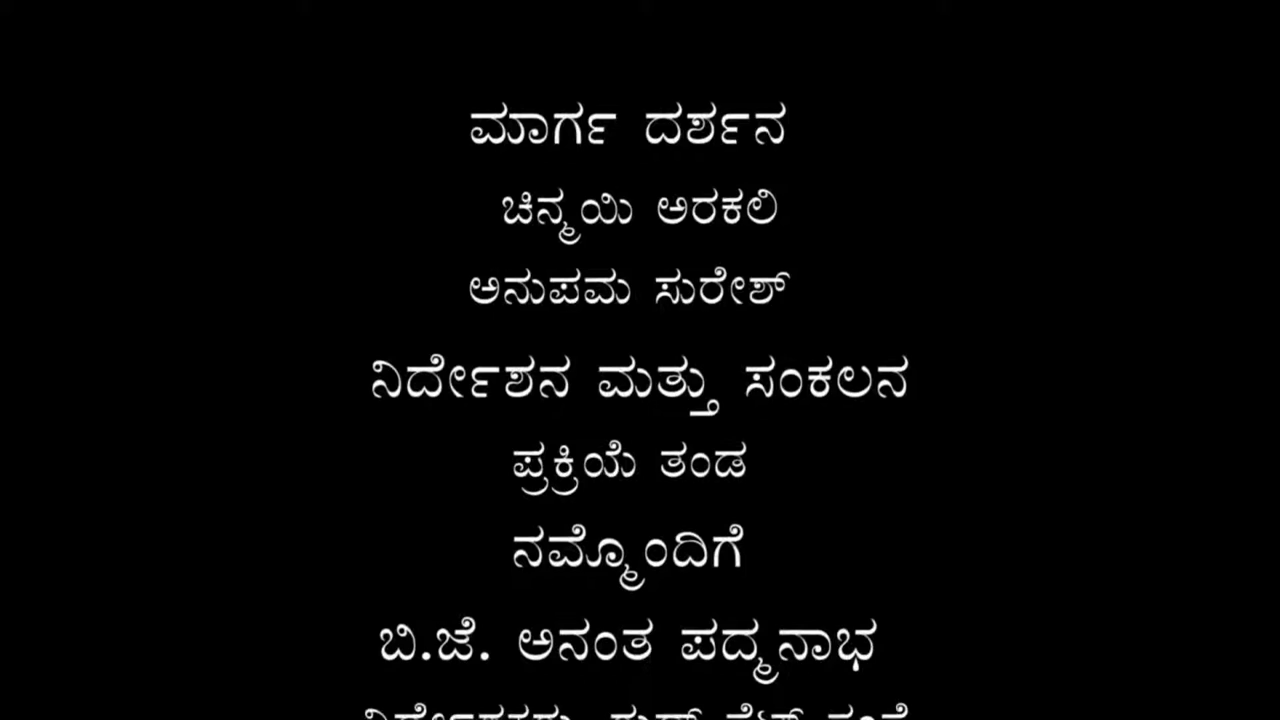 ಮಾರ್ಗ ದರ್ಶನ
ಚಿನ್ಮಯಿ ಅರಕಲಿ
ಅನುಪಮ ಸುರೇಶ್
ನಿರ್ದೇಶನ ಮತ್ತು ಸಂಕಲನ
ಪ್ರಕ್ರಿಯೆ ತಂಡ
ನಮ್ಮೊಂದಿಗೆ
ಬಿ.ಜೆ. ಅನಂತ ಪದ್ಮನಾಭ